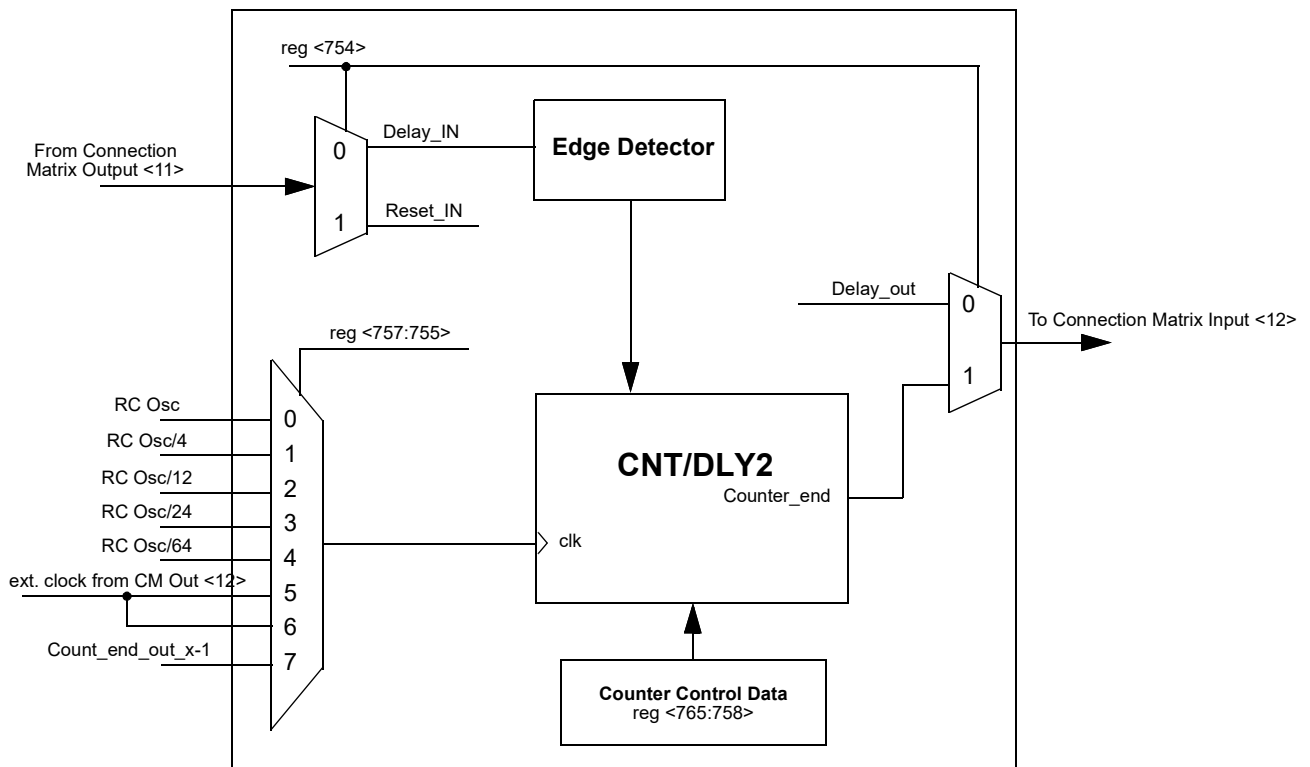 reg <754>
From Connection
Matrix Output <11>
0
1
Delay_IN
Reset_IN
Edge Detector
Delay_out
0
1
To Connection Matrix Input <12>
reg <757:755>
RC Osc
0
RC Osc/4
1
RC Osc/12
2
RC Osc/24
3
RC Osc/64
4
ext. clock from CM Out <12>
5
6
Count_end_out_x-1
7
CNT/DLY2
Counter_end
clk
Counter Control Data
reg <765:758>